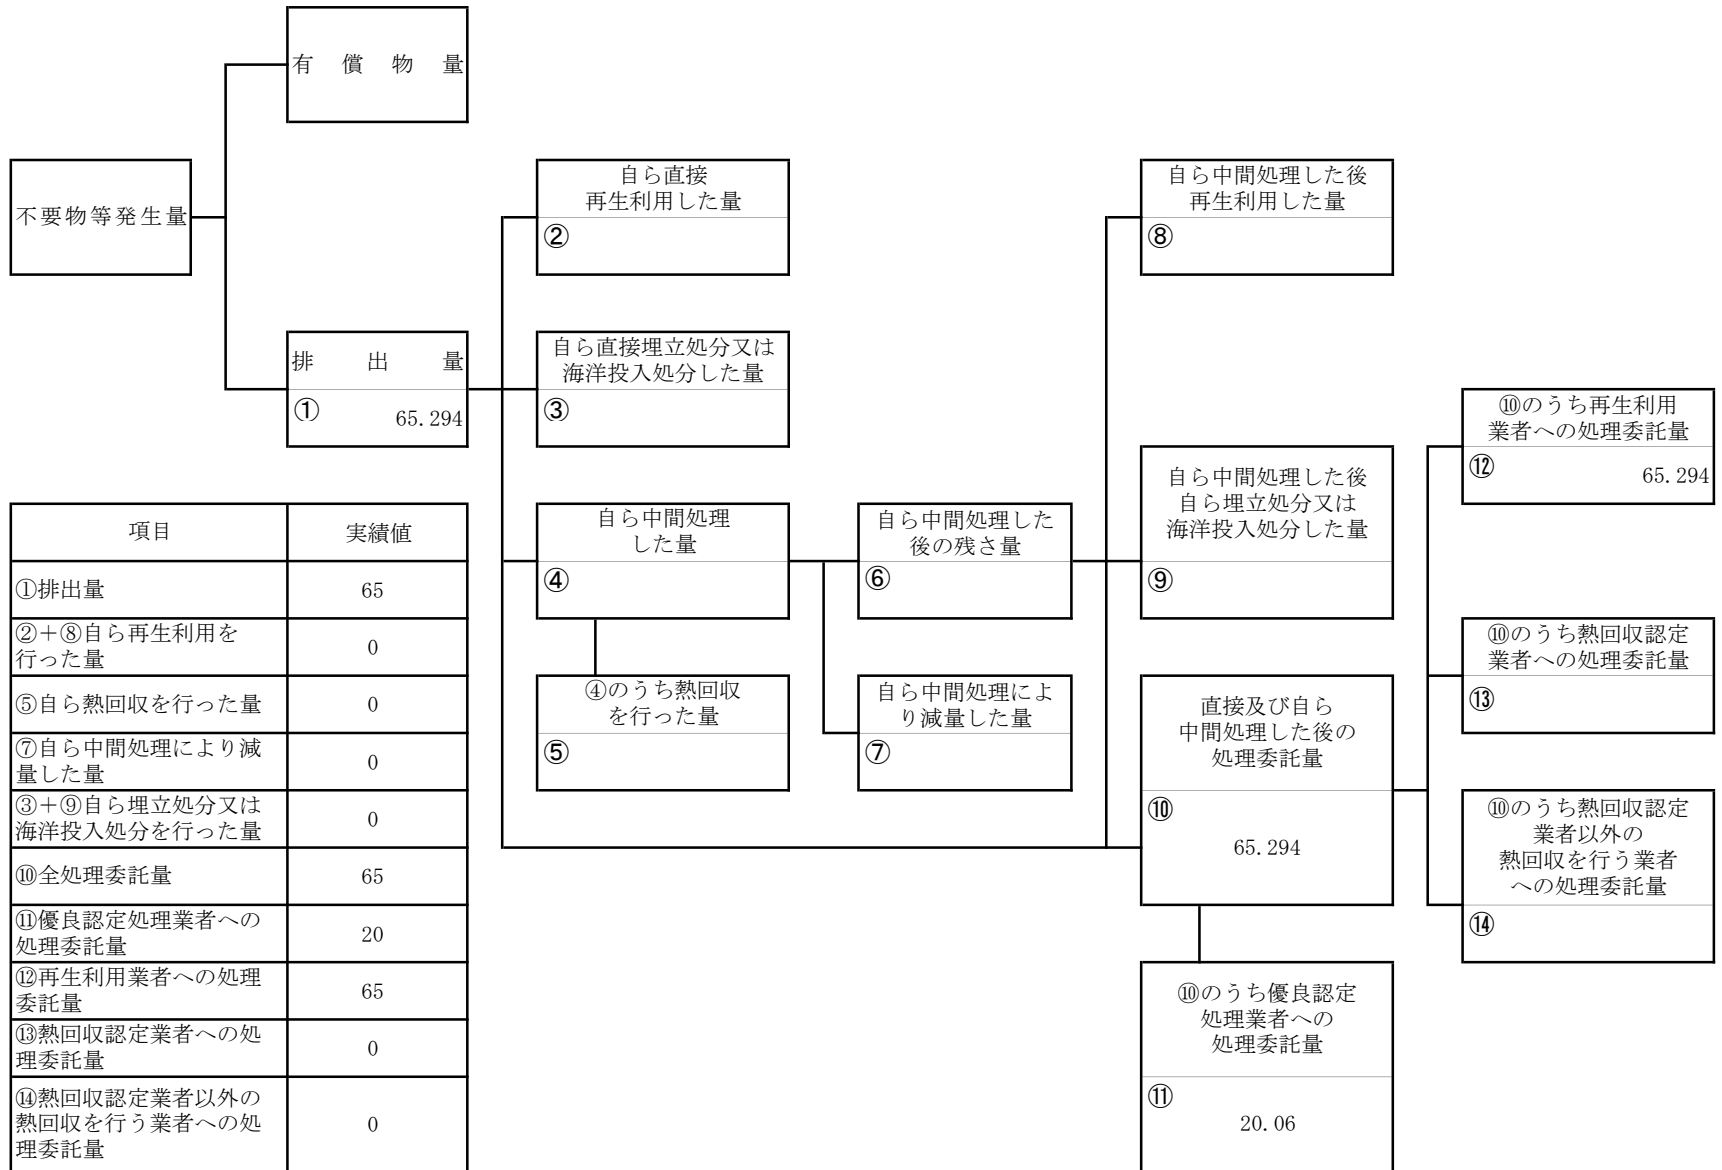 有償物量
不要物等発生量
排出量
①
65.294
自ら直接
再生利用した量
②
自ら直接埋立処分又は
海洋投入処分した量
③
自ら中間処理
した量
④
④のうち熱回収
を行った量
⑤
自ら中間処理した
後の残さ量
⑥
自ら中間処理によ
り減量した量
⑦
自ら中間処理した後
再生利用した量
⑧
自ら中間処理した後
自ら埋立処分又は
海洋投入処分した量
⑨
直接及び自ら
中間処理した後の
処理委託量
⑩
65.294
⑩のうち優良認定
処理業者への
処理委託量
⑪
20.06
⑩のうち再生利用
業者への処理委託量
⑫
65.294
⑩のうち熱回収認定
業者への処理委託量
⑬
⑩のうち熱回収認定
業者以外の
熱回収を行う業者
への処理委託量
⑭
項目 実績値
①排出量 65
②+⑧自ら再生利用を
行った量 0
⑤自ら熱回収を行った量 0
⑦自ら中間処理により減
量した量 0
③+⑨自ら埋立処分又は
海洋投入処分を行った量 0
⑩全処理委託量 65
⑪優良認定処理業者への
処理委託量 20
⑫再生利用業者への処理
委託量 65
⑬熱回収認定業者への処
理委託量 0
⑭熱回収認定業者以外の
熱回収を行う業者への処 0
理委託量